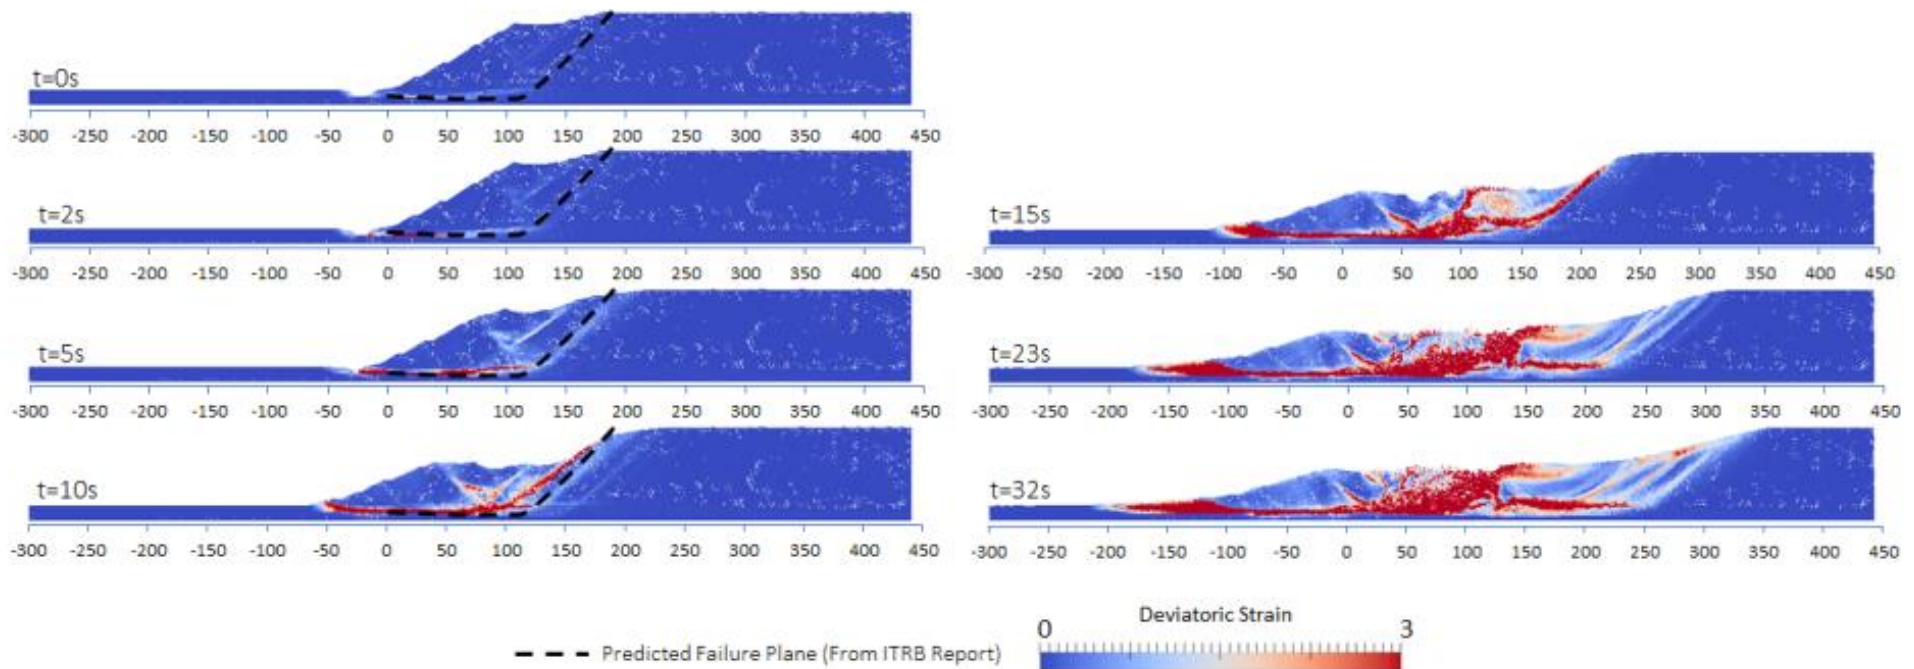 t=0s
-300 -250 -200 -150 -100 -50 0 50 100 150 200 250 300 350 400 450
t=2s
-300 -250 -200 -150 -100 -50 0 50 100 150 200 250 300 350 400 450
t=5s
-300 -250 -200 -150 -100 -50 0 50 100 150 200 250 300 350 400 450
t=10s
-300 -250 -200 -150 -100 -50 0 50 100 150 200 250 300 350 400 450
t=15s
-300 -250 -200 -150 -100 -50 0 50 100 150 200 250 300 350 400 450
t=23s
-300 -250 -200 -150 -100 -50 0 50 100 150 200 250 300 350 400 450
t=32s
-300 -250 -200 -150 -100 -50 0 50 100 150 200 250 300 350 400 450
Predicted Failure Plane (From ITRB Report)
Deviatoric Strain
0 3